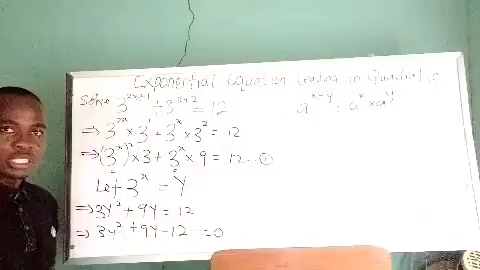 Exponential Equation Leading to Quadratic
Solve 3^{2x+1} + 3^{x+2} = 12
a^{x+y} = a^x × a^y
⇒ 3^{2x} × 3^1 + 3^x × 3^2 = 12
⇒ (3^x)^2 × 3 + 3^x × 9 = 12 -- ①
Let 3^x = Y
⇒ 3Y^2 + 9Y = 12
⇒ 3Y^2 + 9Y - 12 = 0